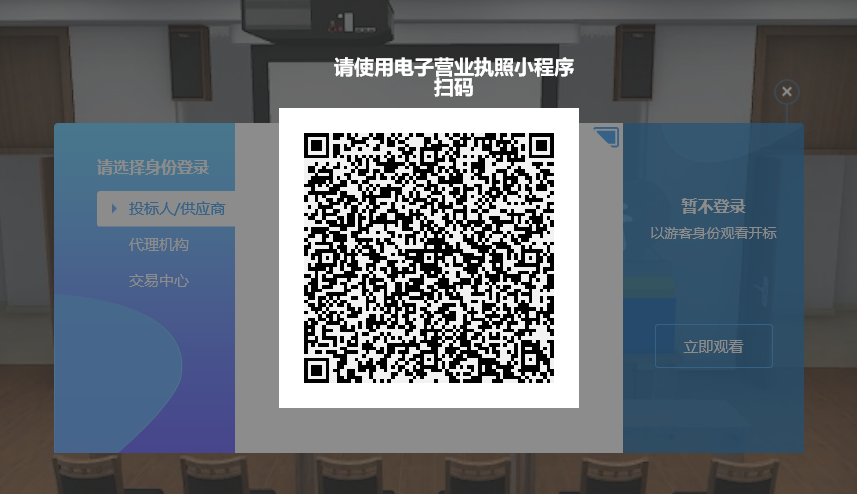 请使用电子营业执照小程序
扫码
请选择身份登录
投标人/供应商
代理机构
交易中心
暂不登录
以游客身份观看开标
立即观看